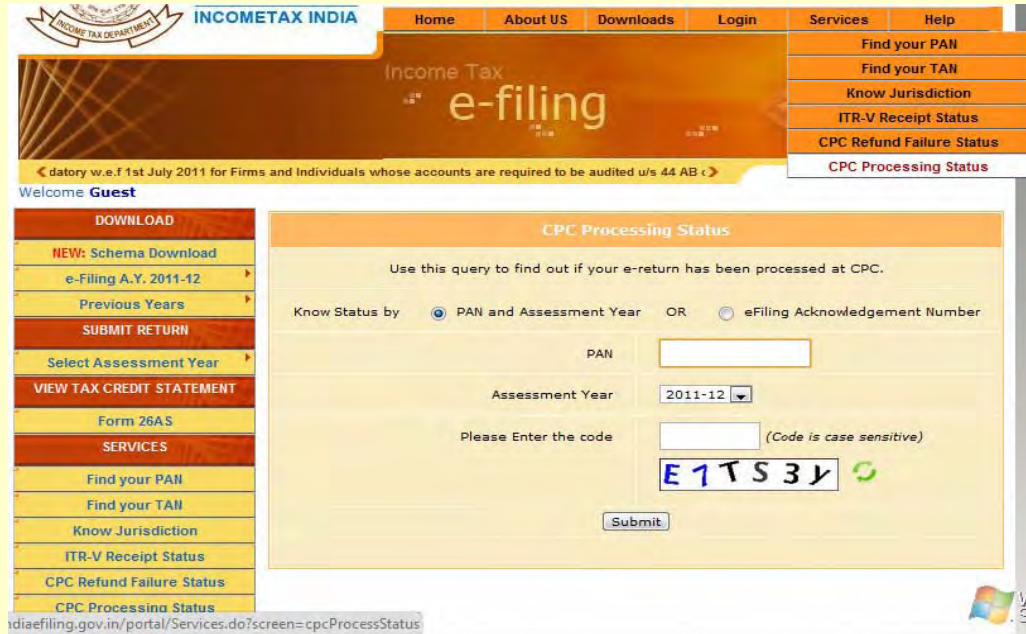 INCOME TAX DEPARTMENT
INCOMETAX INDIA
Home About US Downloads Login Services Help
Find your PAN
Find your TAN
Know Jurisdiction
ITR-V Receipt Status
CPC Refund Failure Status
CPC Processing Status
Income Tax
e-filing
datory w.e.f 1st July 2011 for Firms and Individuals whose accounts are required to be audited u/s 44 AB
Welcome Guest
DOWNLOAD
NEW: Schema Download
e-Filing A.Y. 2011-12
Previous Years
SUBMIT RETURN
Select Assessment Year
VIEW TAX CREDIT STATEMENT
Form 26AS
SERVICES
Find your PAN
Find your TAN
Know Jurisdiction
ITR-V Receipt Status
CPC Refund Failure Status
CPC Processing Status
CPC Processing Status
Use this query to find out if your e-return has been processed at CPC.
Know Status by PAN and Assessment Year OR eFiling Acknowledgement Number
PAN
Assessment Year 2011-12
Please Enter the code (Code is case sensitive)
E7TS3y
Submit
ndiaefiling.gov.in/portal/Services.do?screen=cpcProcessStatus